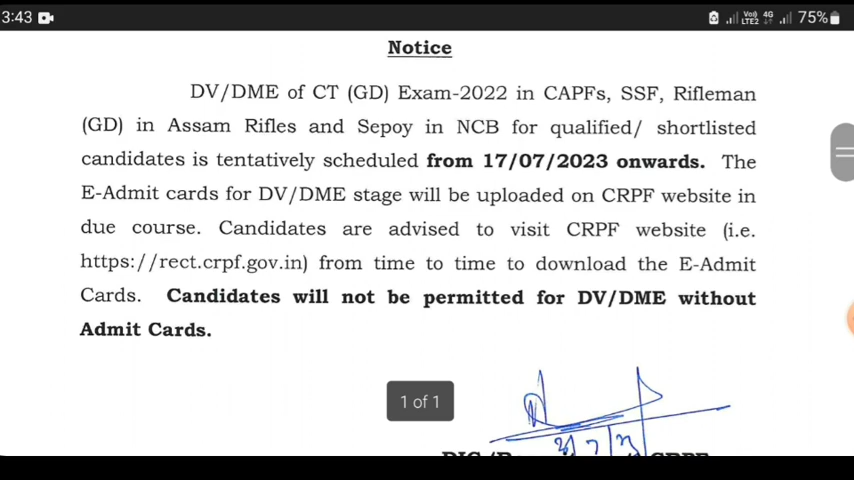 3:43
Vo)) 4G 75%
LTE2
Notice
DV/DME of CT (GD) Exam-2022 in CAPFs, SSF, Rifleman
(GD) in Assam Rifles and Sepoy in NCB for qualified/ shortlisted
candidates is tentatively scheduled from 17/07/2023 onwards. The
E-Admit cards for DV/DME stage will be uploaded on CRPF website in
due course. Candidates are advised to visit CRPF website (i.e.
https://rect.crpf.gov.in) from time to time to download the E-Admit
Cards. Candidates will not be permitted for DV/DME without
Admit Cards.
1 of 1